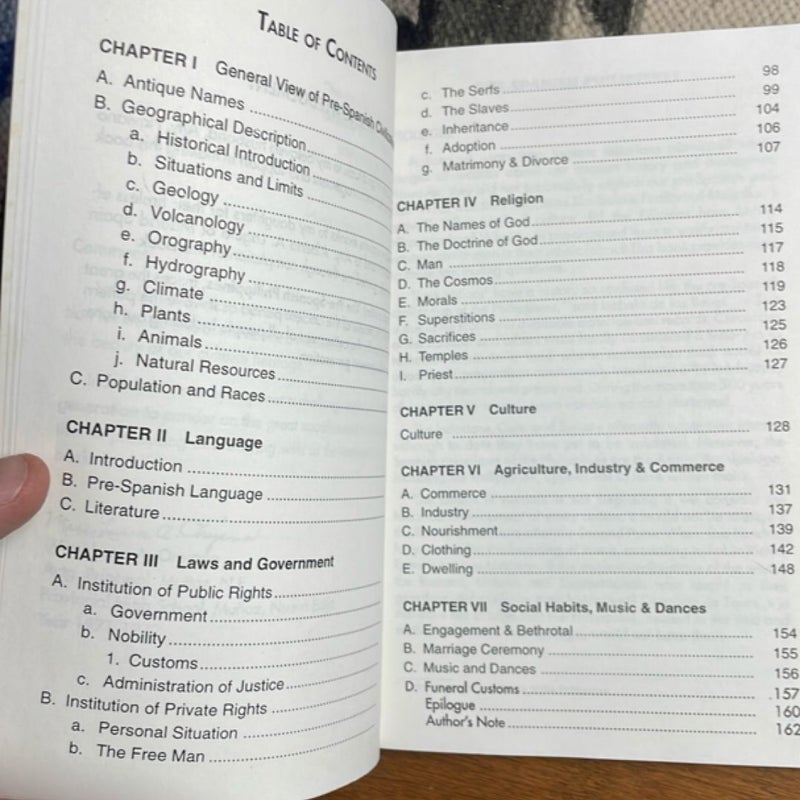 TABLE OF CONTENTS
CHAPTER I General View of Pre-Spanish
A. Antique Names
B. Geographical Description
a. Historical Introduction
b. Situations and Limits
c. Geology
d. Volcanology
e. Orography
f. Hydrography
g. Climate
h. Plants
i. Animals
j. Natural Resources
C. Population and Races
CHAPTER II Language
A. Introduction
B. Pre-Spanish Language
C. Literature
CHAPTER III Laws and Government
A. Institution of Public Rights
a. Government
b. Nobility
1. Customs
c. Administration of Justice
B. Institution of Private Rights
a. Personal Situation
b. The Free Man
c. The Serfs 98
d. The Slaves 99
e. Inheritance 104
f. Adoption 106
g. Matrimony & Divorce 107
CHAPTER IV Religion
A. The Names of God 114
B. The Doctrine of God 115
C. Man 117
D. The Cosmos 118
E. Morals 119
F. Superstitions 123
G. Sacrifices 125
H. Temples 126
I. Priest 127
CHAPTER V Culture
Culture 128
CHAPTER VI Agriculture, Industry & Commerce
A. Commerce 131
B. Industry 137
C. Nourishment 139
D. Clothing 142
E. Dwelling 148
CHAPTER VII Social Habits, Music & Dances
A. Engagement & Bethrotal 154
B. Marriage Ceremony 155
C. Music and Dances 156
D. Funeral Customs 157
Epilogue 160
Author's Note 162